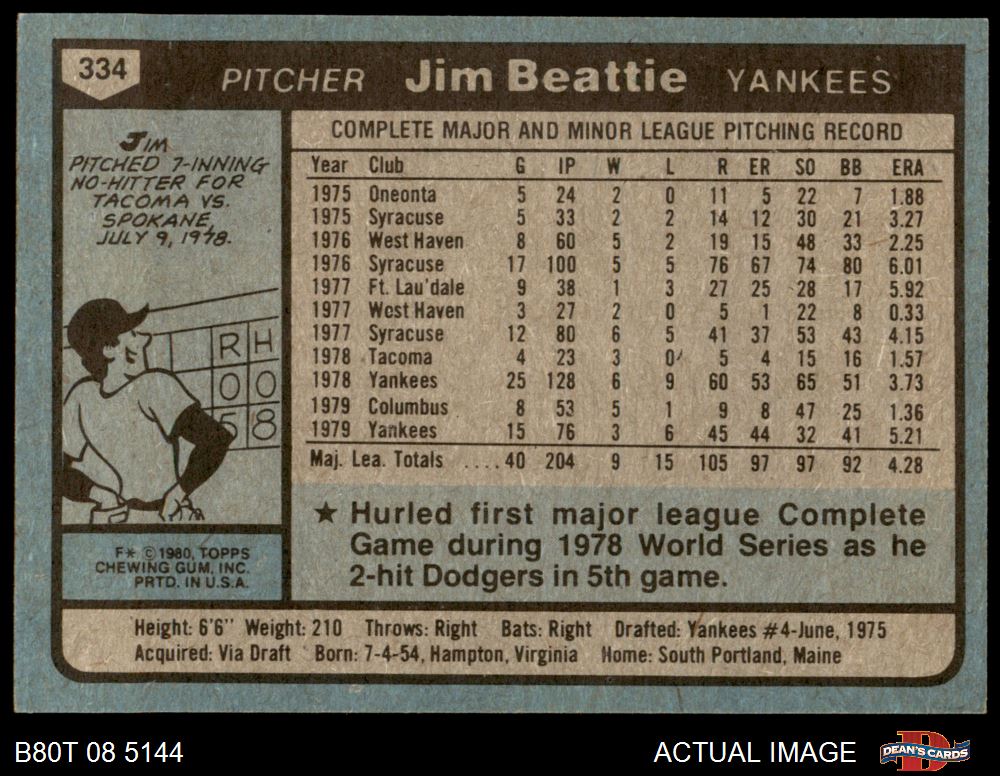 334
PITCHER Jim Beattie YANKEES
JIM
PITCHED 7-INNING
NO-HITTER FOR
TACOMA VS.
SPOKANE,
JULY 9, 1978.
R H
0 0
5 8
F* © 1980, TOPPS
CHEWING GUM, INC.
PRTD. IN U.S.A.
COMPLETE MAJOR AND MINOR LEAGUE PITCHING RECORD
Year Club G IP W L R ER SO BB ERA
1975 Oneonta 5 24 2 0 11 5 22 7 1.88
1975 Syracuse 5 33 2 2 14 12 30 21 3.27
1976 West Haven 8 60 5 2 19 15 48 33 2.25
1976 Syracuse 17 100 5 5 76 67 74 80 6.01
1977 Ft. Lau'dale 9 38 1 3 27 25 28 17 5.92
1977 West Haven 3 27 2 0 5 1 22 8 0.33
1977 Syracuse 12 80 6 5 41 37 53 43 4.15
1978 Tacoma 4 23 3 0 5 4 15 16 1.57
1978 Yankees 25 128 6 9 60 53 65 51 3.73
1979 Columbus 8 53 5 1 9 8 47 25 1.36
1979 Yankees 15 76 3 6 45 44 32 41 5.21
Maj. Lea. Totals ....40 204 9 15 105 97 97 92 4.28
★ Hurled first major league Complete
Game during 1978 World Series as he
2-hit Dodgers in 5th game.
Height: 6'6" Weight: 210 Throws: Right Bats: Right Drafted: Yankees #4-June, 1975
Acquired: Via Draft Born: 7-4-54, Hampton, Virginia Home: South Portland, Maine
B80T 08 5144
ACTUAL IMAGE
D
DEAN'S CARDS